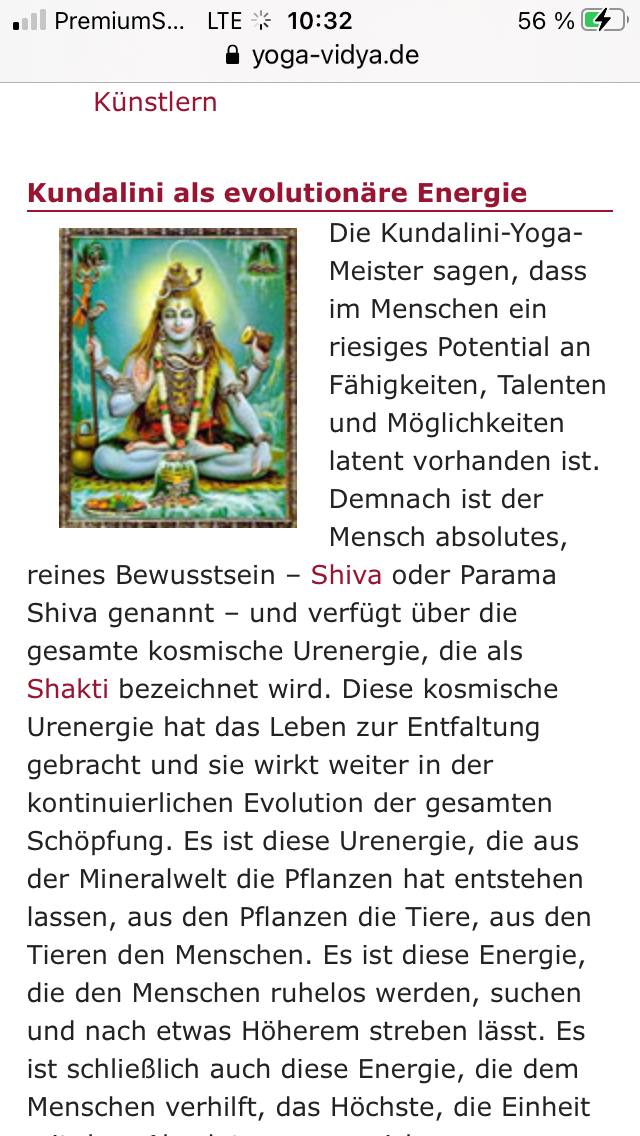 PremiumS... LTE 10:32 56 %
yoga-vidya.de
Künstlern
Kundalini als evolutionäre Energie
Die Kundalini-Yoga-
Meister sagen, dass
im Menschen ein
riesiges Potential an
Fähigkeiten, Talenten
und Möglichkeiten
latent vorhanden ist.
Demnach ist der
Mensch absolutes,
reines Bewusstsein – Shiva oder Parama
Shiva genannt – und verfügt über die
gesamte kosmische Urenergie, die als
Shakti bezeichnet wird. Diese kosmische
Urenergie hat das Leben zur Entfaltung
gebracht und sie wirkt weiter in der
kontinuierlichen Evolution der gesamten
Schöpfung. Es ist diese Urenergie, die aus
der Mineralwelt die Pflanzen hat entstehen
lassen, aus den Pflanzen die Tiere, aus den
Tieren den Menschen. Es ist diese Energie,
die den Menschen ruhelos werden, suchen
und nach etwas Höherem streben lässt. Es
ist schließlich auch diese Energie, die dem
Menschen verhilft, das Höchste, die Einheit